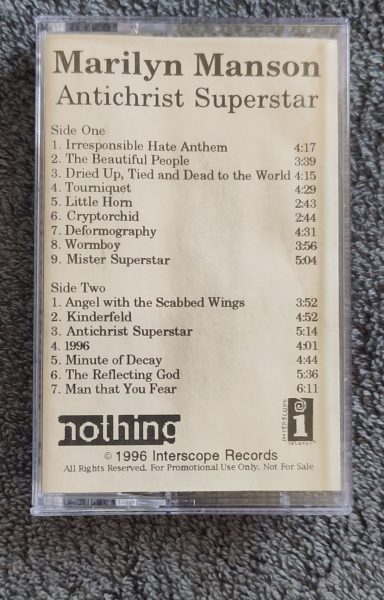 Marilyn Manson
Antichrist Superstar
Side One
1. Irresponsible Hate Anthem 4:17
2. The Beautiful People 3:39
3. Dried Up, Tied and Dead to the World 4:15
4. Tourniquet 4:29
5. Little Horn 2:43
6. Cryptorchid 2:44
7. Deformography 4:31
8. Wormboy 3:56
9. Mister Superstar 5:04
Side Two
1. Angel with the Scabbed Wings 3:52
2. Kinderfeld 4:52
3. Antichrist Superstar 5:14
4. 1996 4:01
5. Minute of Decay 4:44
6. The Reflecting God 5:36
7. Man that You Fear 6:11
nothing
INTERSCOPE
i
RECORDS
© 1996 Interscope Records
All Rights Reserved. For Promotional Use Only. Not For Sale